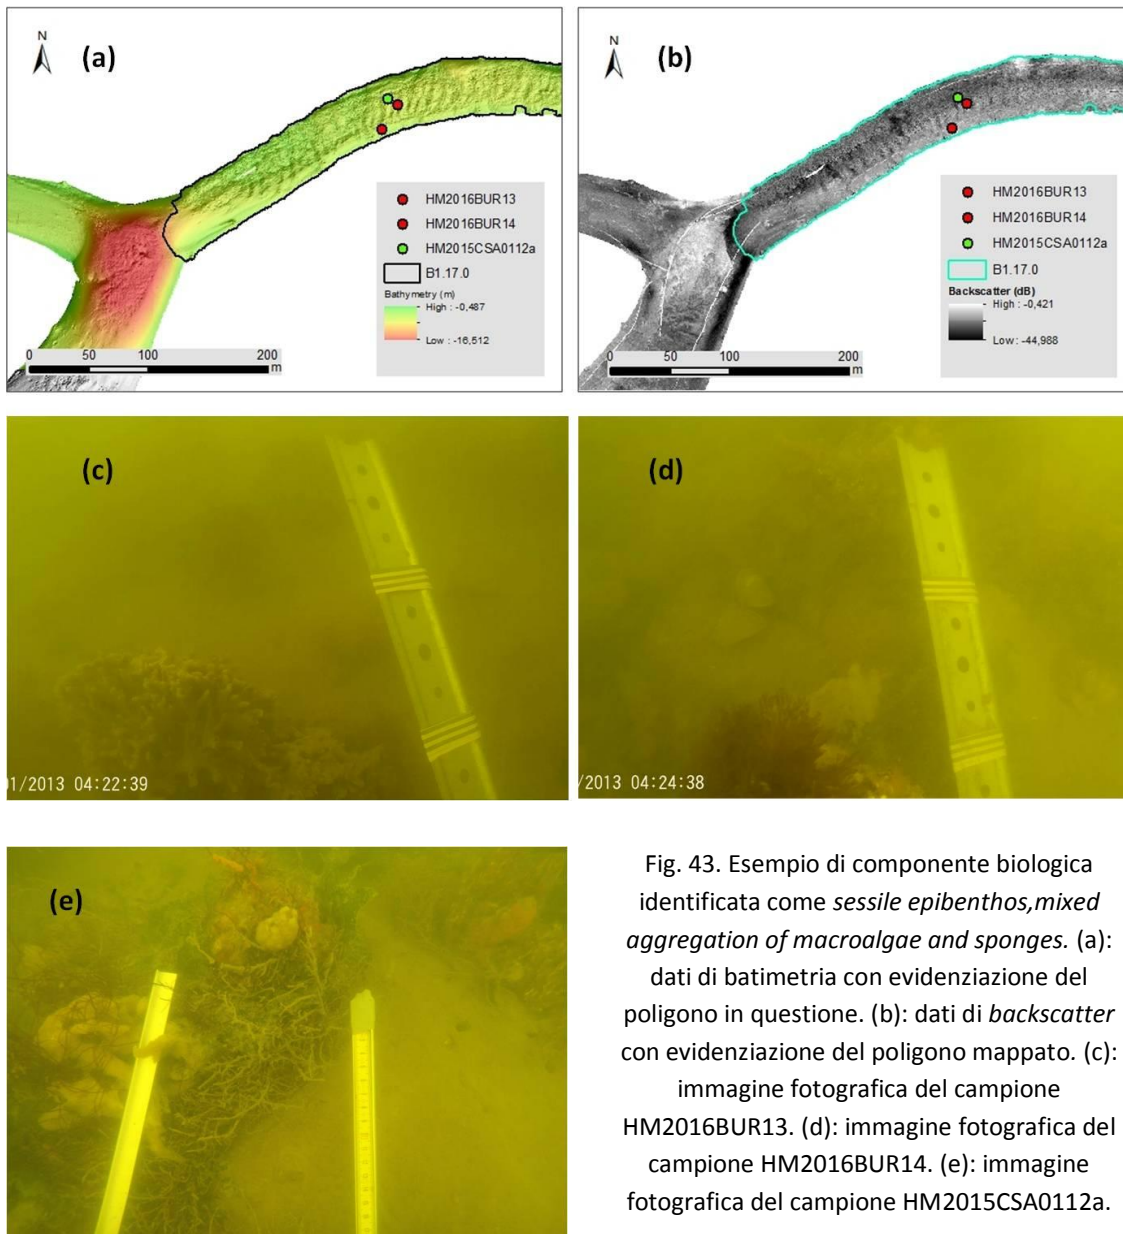 N
(a)
HM2016BUR13
HM2016BUR14
HM2015CSA0112a
B1.17.0
Bathymetry (m)
High : -0,487
Low : -16,512
0 50 100 200
m
N
(b)
HM2016BUR13
HM2016BUR14
HM2015CSA0112a
B1.17.0
Backscatter (dB)
High : -0,421
Low : -44,988
0 50 100 200
m
(c)
01/2013 04:22:39
(d)
/2013 04:24:38
(e)
Fig. 43. Esempio di componente biologica
identificata come sessile epibenthos,mixed
aggregation of macroalgae and sponges. (a):
dati di batimetria con evidenziazione del
poligono in questione. (b): dati di backscatter
con evidenziazione del poligono mappato. (c):
immagine fotografica del campione
HM2016BUR13. (d): immagine fotografica del
campione HM2016BUR14. (e): immagine
fotografica del campione HM2015CSA0112a.